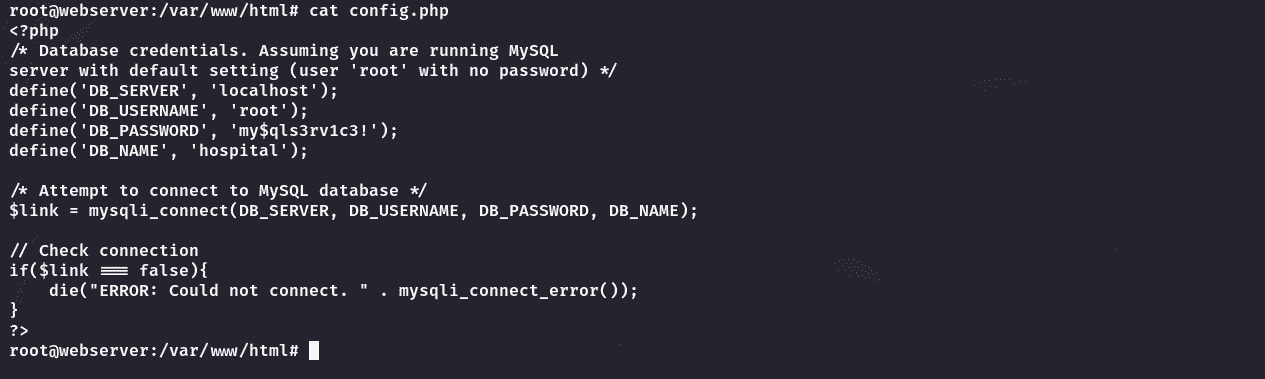 root@webserver:/var/www/html# cat config.php
<?php
/* Database credentials. Assuming you are running MySQL
server with default setting (user 'root' with no password) */
define('DB_SERVER', 'localhost');
define('DB_USERNAME', 'root');
define('DB_PASSWORD', 'my$qls3rv1c3!');
define('DB_NAME', 'hospital');
/* Attempt to connect to MySQL database */
$link = mysqli_connect(DB_SERVER, DB_USERNAME, DB_PASSWORD, DB_NAME);
// Check connection
if($link === false){
    die("ERROR: Could not connect. " . mysqli_connect_error());
}
?>
root@webserver:/var/www/html#